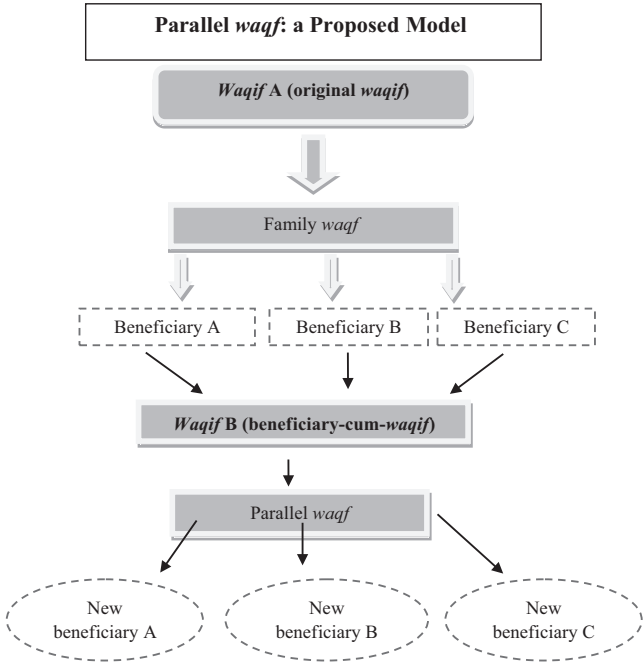 Parallel waqf: a Proposed Model
Waqif A (original waqif)
Family waqf
Beneficiary A
Beneficiary B
Beneficiary C
Waqif B (beneficiary-cum-waqif)
Parallel waqf
New
beneficiary A
New
beneficiary B
New
beneficiary C